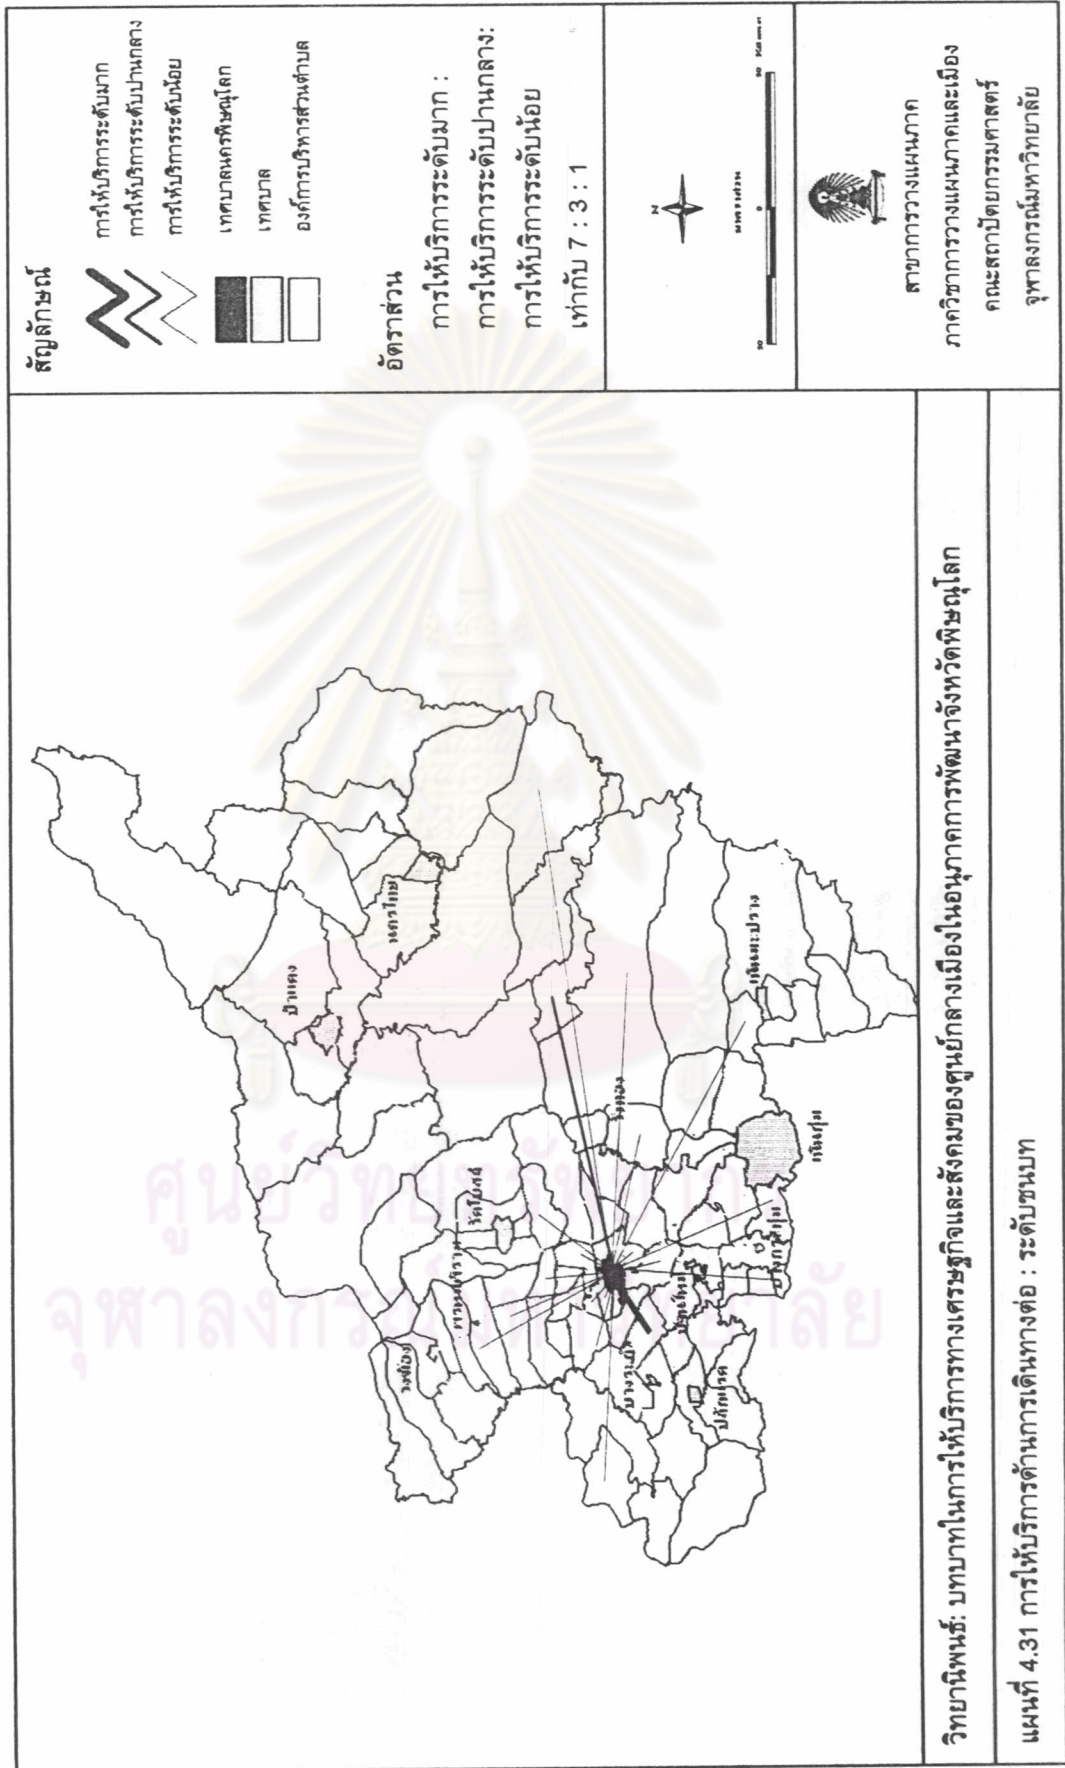 สัญลักษณ์
การให้บริการระดับมาก
การให้บริการระดับปานกลาง
การให้บริการระดับน้อย
เทศบาลนครพิษณุโลก
เทศบาล
องค์การบริหารส่วนตำบล
อัตราส่วน
การให้บริการระดับมาก :
การให้บริการระดับปานกลาง:
การให้บริการระดับน้อย
เท่ากับ 7 : 3 : 1
N
มาตราส่วน
50 0 50
สาขาการวางแผนภาค
ภาควิชาการวางแผนภาคและเมือง
คณะสถาปัตยกรรมศาสตร์
จุฬาลงกรณ์มหาวิทยาลัย
ป่าแดง
นครไทย
วัดโบสถ์
วงฆ้อง
วังทอง
บางระกำ
ปลักแรด
เนินกุ่ม
เนินมะปราง
ศูนย์วิทยทรัพยากร
จุฬาลงกรณ์มหาวิทยาลัย
วิทยานิพนธ์: บทบาทในการให้บริการทางเศรษฐกิจและสังคมของศูนย์กลางเมืองในอนุภาคการพัฒนาจังหวัดพิษณุโลก
แผนที่ 4.31 การให้บริการด้านการเดินทางต่อ : ระดับชนบท